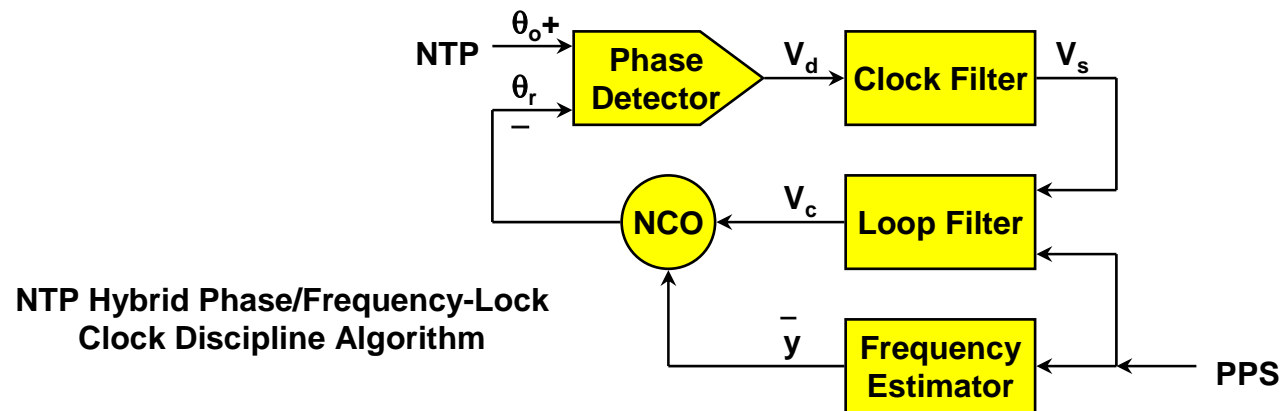 θo+
NTP
Phase
Detector
Vd
Clock Filter
Vs
θr
–
NCO
Vc
Loop Filter
NTP Hybrid Phase/Frequency-Lock
Clock Discipline Algorithm
y̅
Frequency
Estimator
PPS